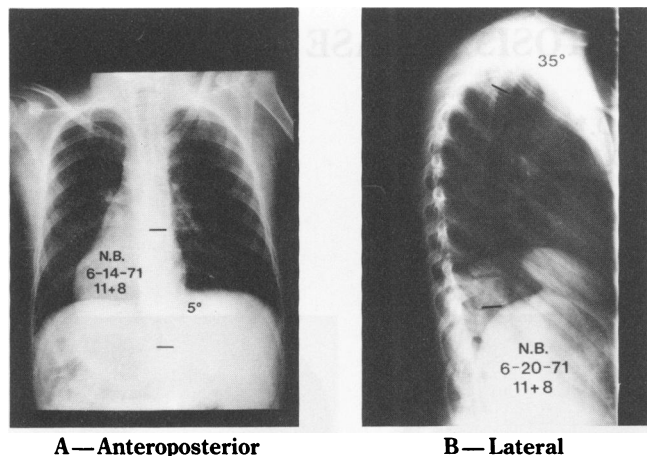 N.B.
6-14-71
11+8
5°
A—Anteroposterior
35°
N.B.
6-20-71
11+8
B—Lateral